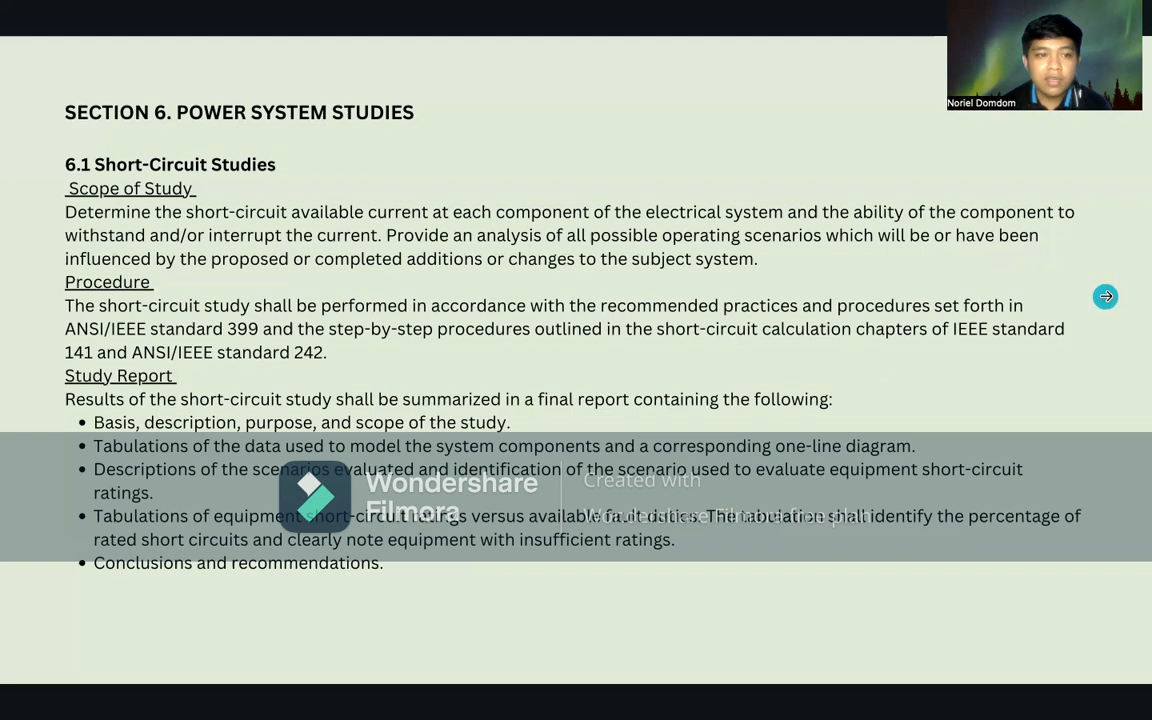 Noriel Domdom
SECTION 6. POWER SYSTEM STUDIES
6.1 Short-Circuit Studies
Scope of Study
Determine the short-circuit available current at each component of the electrical system and the ability of the component to
withstand and/or interrupt the current. Provide an analysis of all possible operating scenarios which will be or have been
influenced by the proposed or completed additions or changes to the subject system.
Procedure
The short-circuit study shall be performed in accordance with the recommended practices and procedures set forth in
ANSI/IEEE standard 399 and the step-by-step procedures outlined in the short-circuit calculation chapters of IEEE standard
141 and ANSI/IEEE standard 242.
Study Report
Results of the short-circuit study shall be summarized in a final report containing the following:
• Basis, description, purpose, and scope of the study.
• Tabulations of the data used to model the system components and a corresponding one-line diagram.
• Descriptions of the scenarios evaluated and identification of the scenario used to evaluate equipment short-circuit
ratings.
• Tabulations of equipment short-circuit ratings versus available fault duties. The tabulation shall identify the percentage of
rated short circuits and clearly note equipment with insufficient ratings.
• Conclusions and recommendations.
Wondershare
Filmora
Created with
Wondershare Filmora free plan